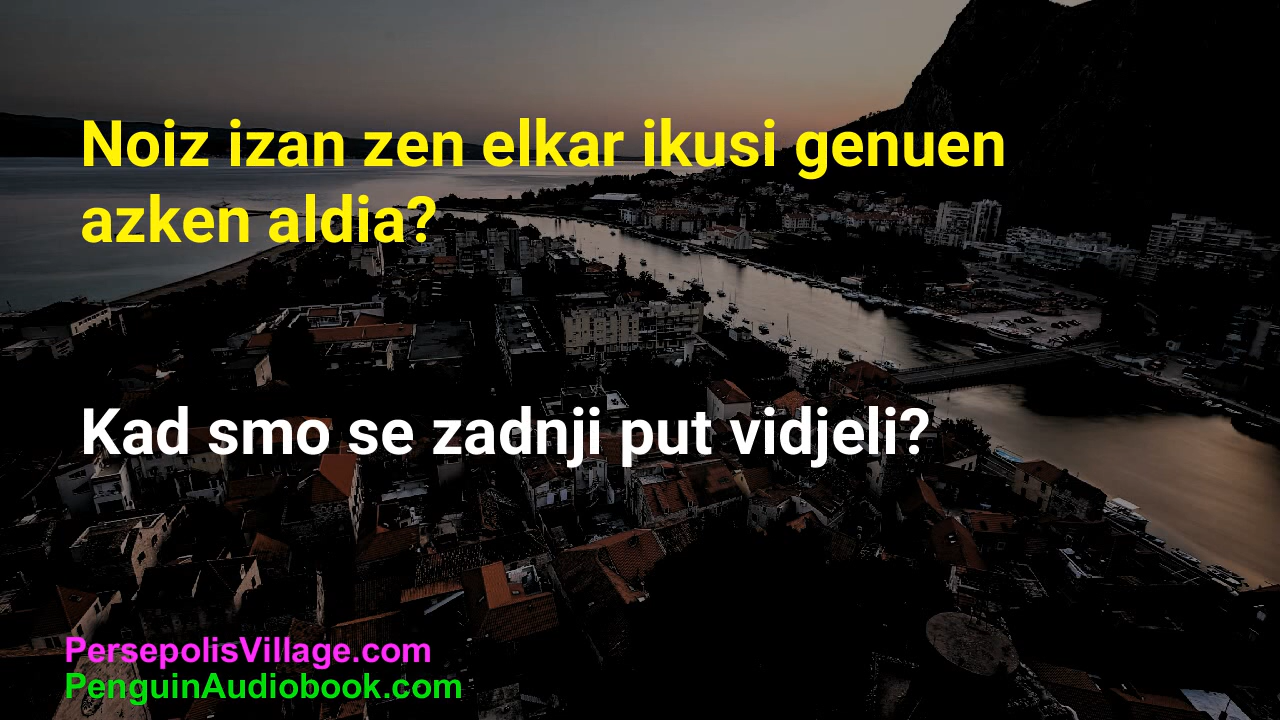 Noiz izan zen elkar ikusi genuen
azken aldia?
Kad smo se zadnji put vidjeli?
PersepolisVillage.com
PenguinAudiobook.com